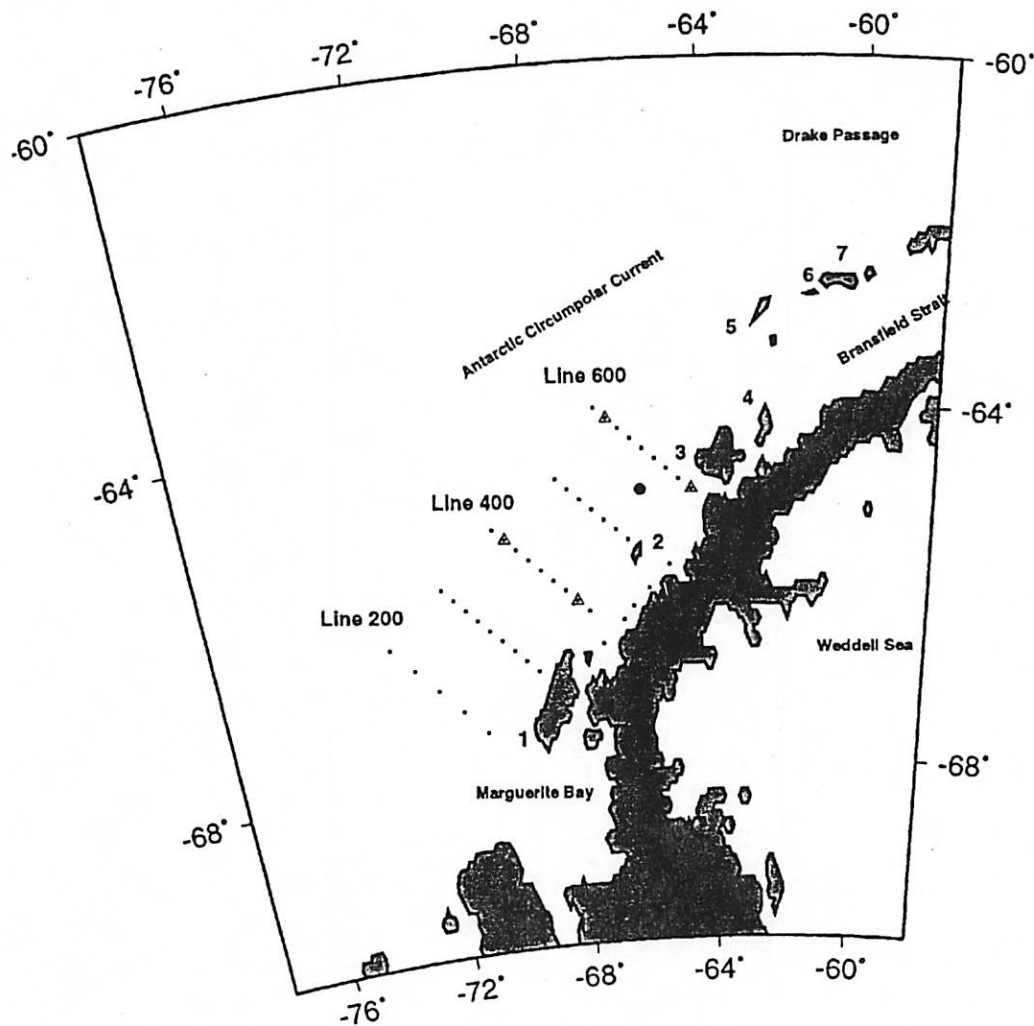 -76°
-72°
-68°
-64°
-60°
-60°
-60°
Drake Passage
Antarctic Circumpolar Current
7
6
5
Bransfield Strait
Line 600
4
-64°
3
-64°
Line 400
2
Line 200
Weddell Sea
1
-68°
Marguerite Bay
-68°
-76°
-72°
-68°
-64°
-60°